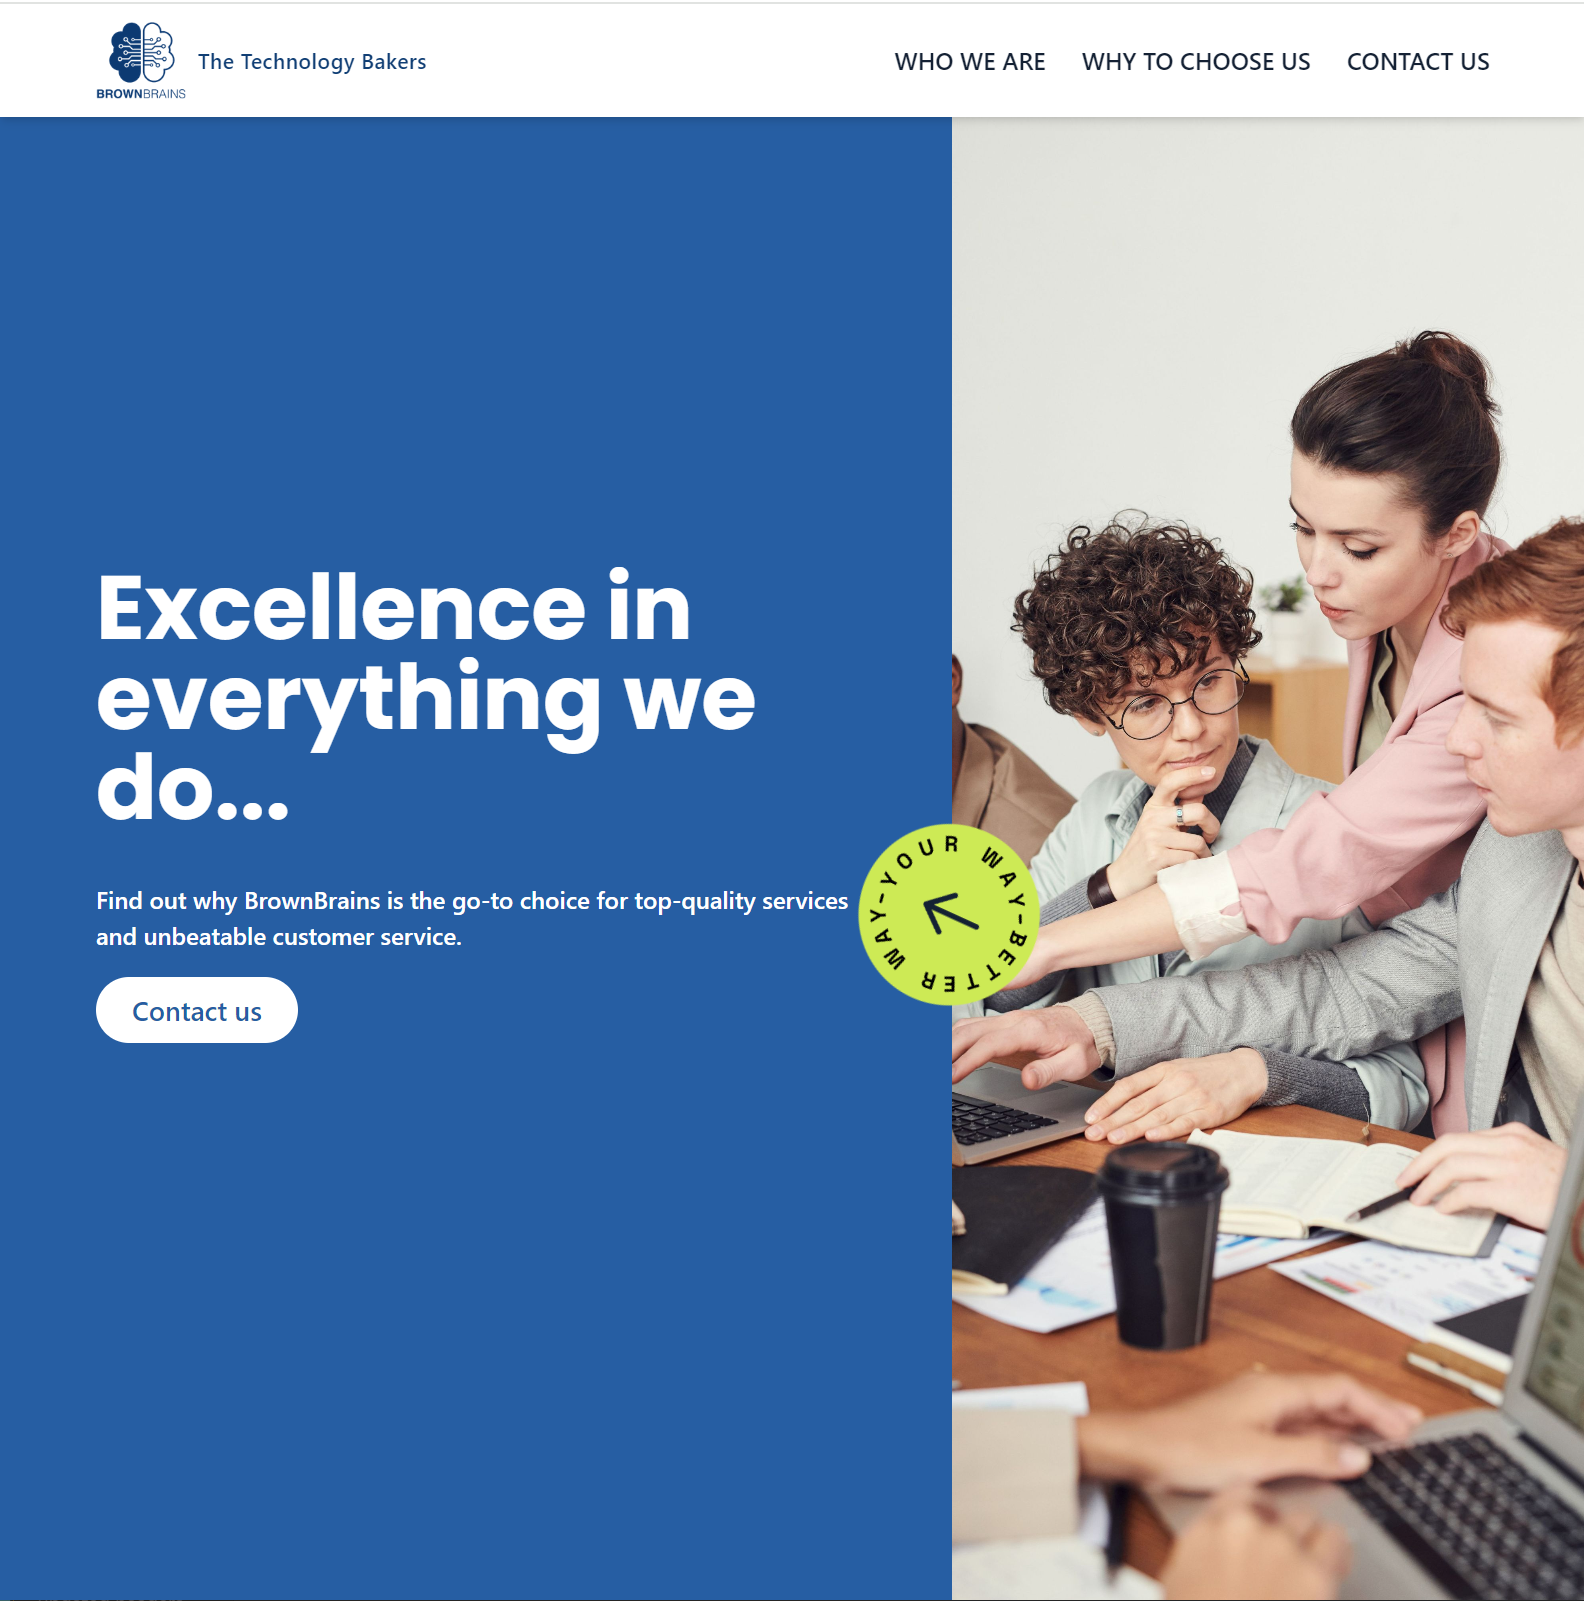 BROWNBRAINS
The Technology Bakers
WHO WE ARE
WHY TO CHOOSE US
CONTACT US
Excellence in
everything we
do...
Find out why BrownBrains is the go-to choice for top-quality services
and unbeatable customer service.
YOUR WAY-BETTER WAY-
Contact us